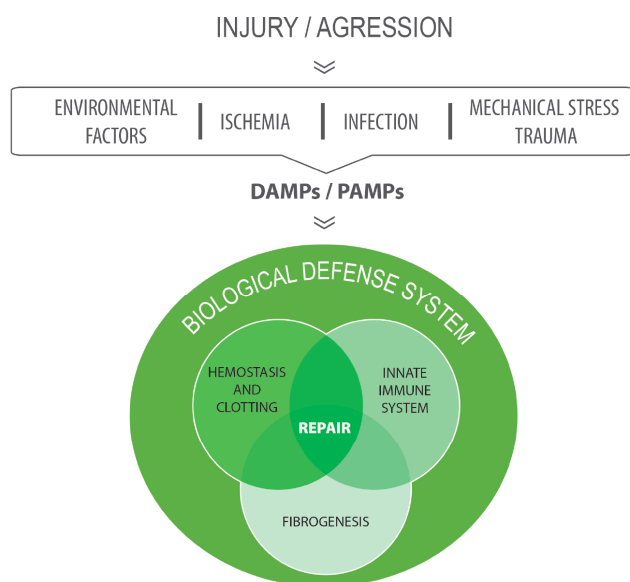 INJURY / AGRESSION
ENVIRONMENTAL
FACTORS
ISCHEMIA
INFECTION
MECHANICAL STRESS
TRAUMA
DAMPs / PAMPs
BIOLOGICAL DEFENSE SYSTEM
HEMOSTASIS
AND
CLOTTING
INNATE
IMMUNE
SYSTEM
REPAIR
FIBROGENESIS